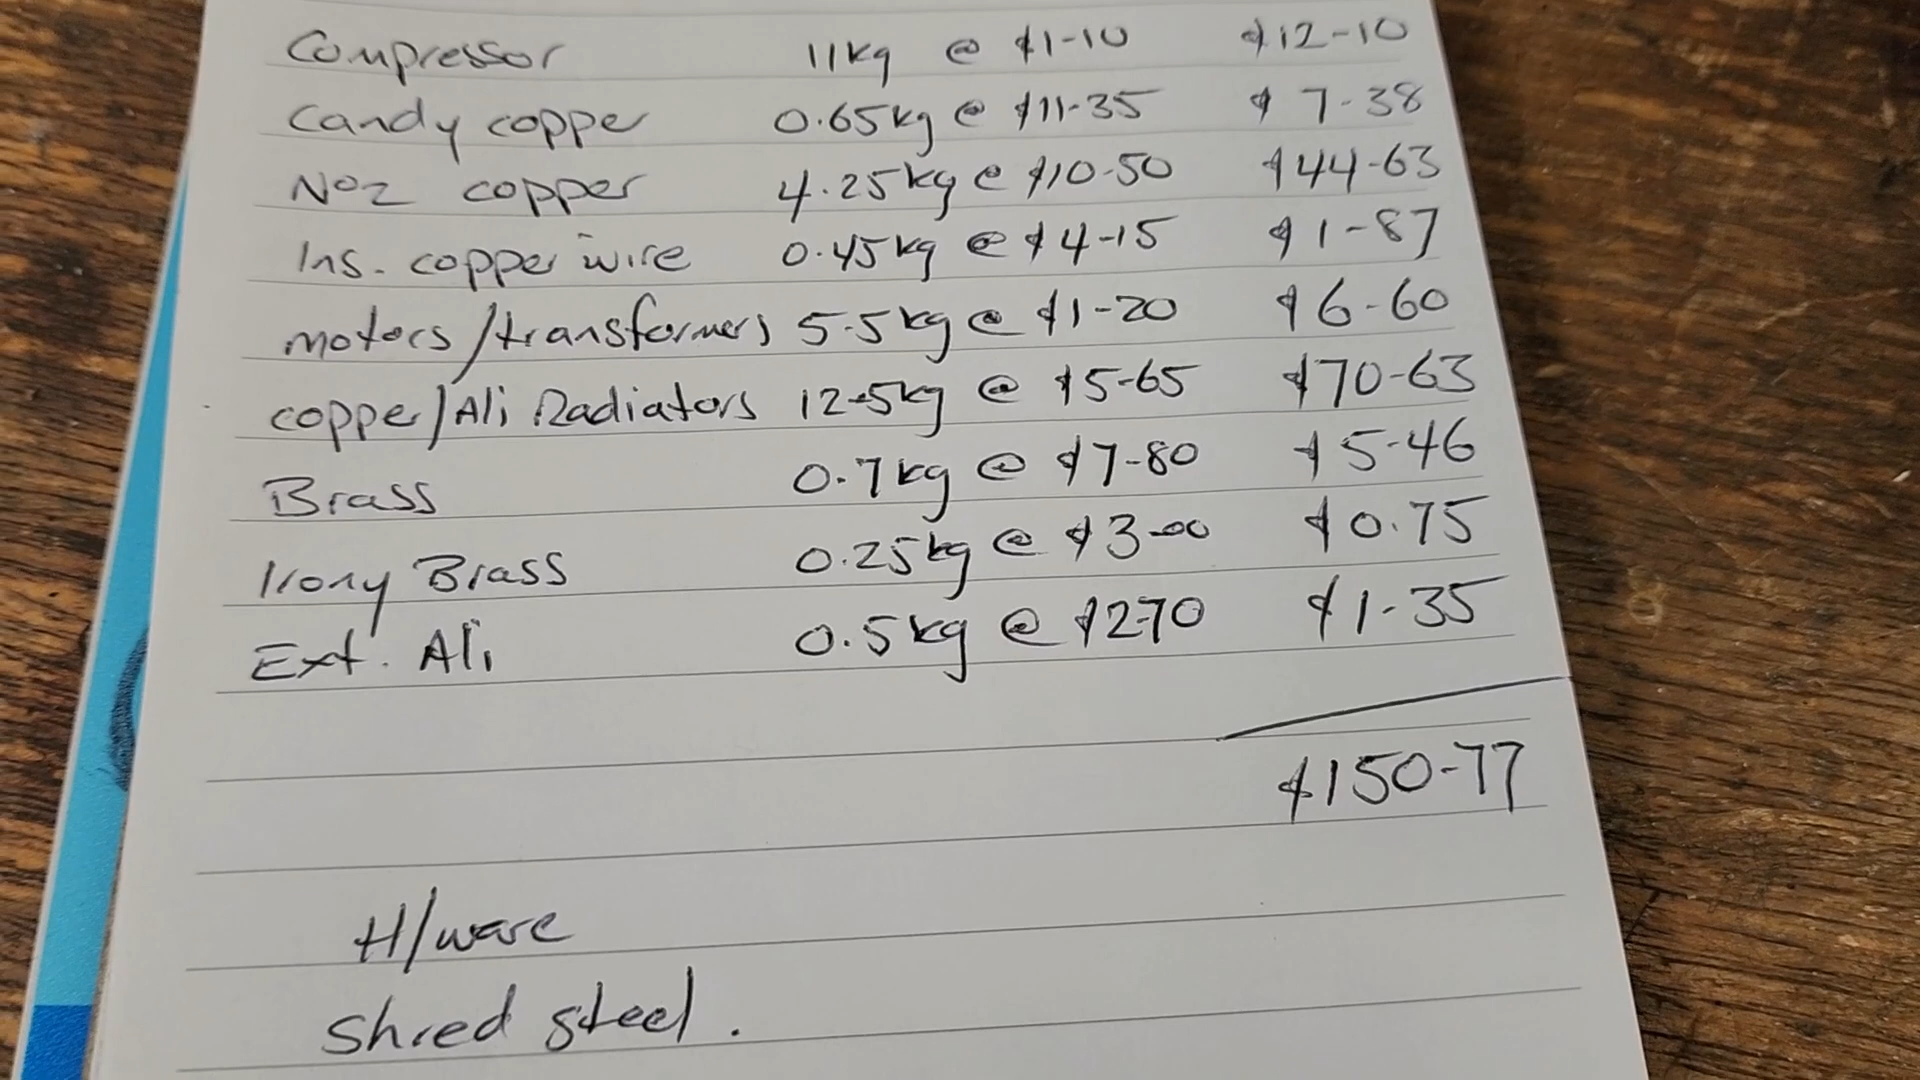 Compressor 11kg @ $1-10 $12-10
Candy copper 0.65kg @ $11-35 $7-38
No2 copper 4.25kg @ $10-50 $44-63
Ins. copper wire 0.45kg @ $4-15 $1-87
motors/transformers 5.5kg @ $1-20 $6-60
copper/Ali Radiators 12.5kg @ $5-65 $70-63
Brass 0.7kg @ $7-80 $5-46
Irony Brass 0.25kg @ $3-00 $0.75
Ext. Ali 0.5kg @ $2-70 $1-35
$150-77
H/ware
Shred steel.